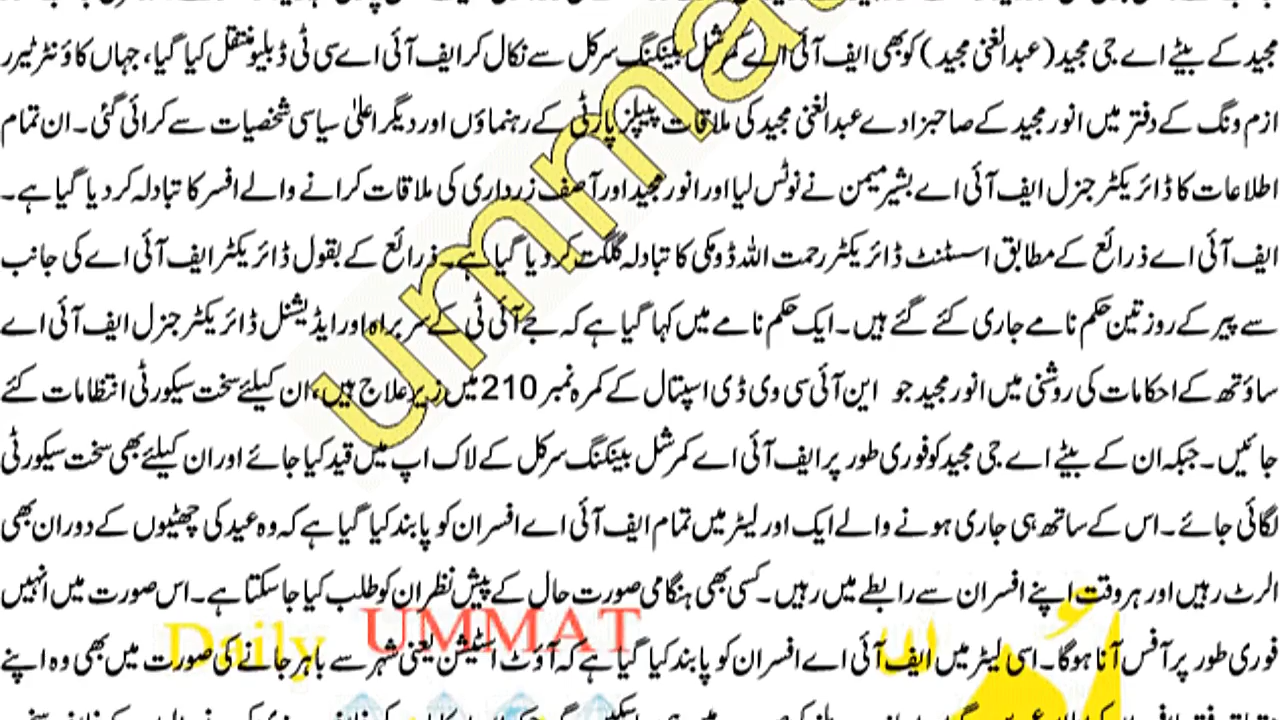 مجید کے بیٹے اے جی مجید (عبدالغنی مجید) کو بھی ایف آئی اے کمرشل بینکنگ سرکل سے نکال کر ایف آئی اے سی ٹی ڈبلیو منتقل کیا گیا، جہاں کاؤنٹر ٹیرر
ازم ونگ کے دفتر میں انور مجید کے صاحبزادے عبدالغنی مجید کی ملاقات پیپلز پارٹی کے رہنماؤں اور دیگر اعلیٰ سیاسی شخصیات سے کرائی گئی۔ ان تمام
اطلاعات کا ڈائریکٹر جنرل ایف آئی اے بشیر میمن نے نوٹس لیا اور انور مجید اور آصف زرداری کی ملاقات کرانے والے افسر کا تبادلہ کر دیا گیا ہے۔
ایف آئی اے ذرائع کے مطابق اسسٹنٹ ڈائریکٹر رحمت اللہ ڈومکی کا تبادلہ گلگت کر دیا گیا ہے۔ ذرائع کے بقول ڈائریکٹر ایف آئی اے کی جانب
سے پیر کے روز تین حکم نامے جاری کئے گئے ہیں۔ ایک حکم نامے میں کہا گیا ہے کہ جے آئی ٹی کے سربراہ اور ایڈیشنل ڈائریکٹر جنرل ایف آئی اے
ساؤتھ کے احکامات کی روشنی میں انور مجید جو این آئی سی وی ڈی اسپتال کے کمرہ نمبر 210 میں زیر علاج ہیں، ان کیلئے سخت سیکورٹی انتظامات کئے
جائیں۔ جبکہ ان کے بیٹے اے جی مجید کو فوری طور پر ایف آئی اے کمرشل بینکنگ سرکل کے لاک اپ میں قید کیا جائے اور ان کیلئے بھی سخت سیکورٹی
لگائی جائے۔ اس کے ساتھ ہی جاری ہونے والے ایک اور لیٹر میں تمام ایف آئی اے افسران کو پابند کیا گیا ہے کہ وہ عید کی چھٹیوں کے دوران بھی
الرٹ رہیں اور ہر وقت اپنے افسران سے رابطے میں رہیں۔ کسی بھی ہنگامی صورت حال کے پیش نظر ان کو طلب کیا جا سکتا ہے۔ اس صورت میں انہیں
فوری طور پر آفس آنا ہوگا۔ اسی لیٹر میں ایف آئی اے افسران کو پابند کیا گیا ہے کہ آؤٹ اسٹیشن یعنی شہر سے باہر جانے کی صورت میں بھی وہ اپنے
ummat
Daily UMMAT